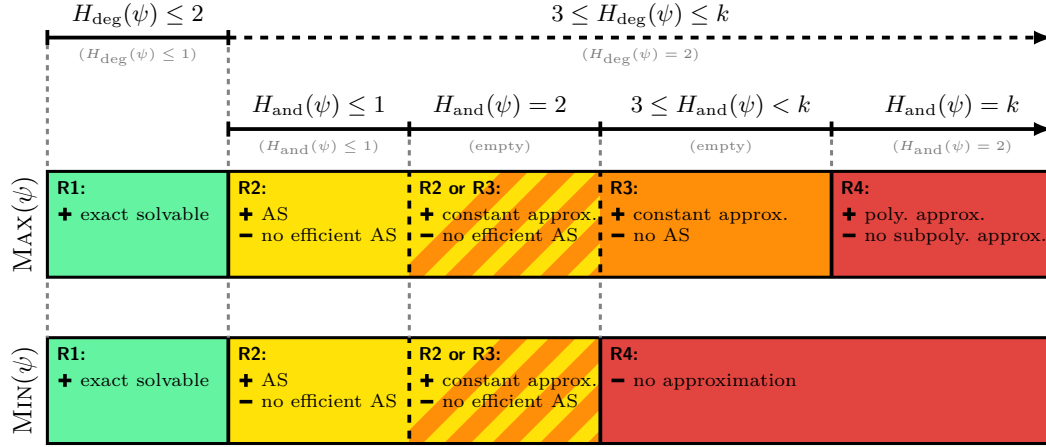 H_deg(ψ) ≤ 2
3 ≤ H_deg(ψ) ≤ k
(H_deg(ψ) ≤ 1)
(H_deg(ψ) = 2)
H_and(ψ) ≤ 1
H_and(ψ) = 2
3 ≤ H_and(ψ) < k
H_and(ψ) = k
(H_and(ψ) ≤ 1)
(empty)
(empty)
(H_and(ψ) = 2)
MAX(ψ)
R1:
+ exact solvable
R2:
+ AS
− no efficient AS
R2 or R3:
+ constant approx.
− no efficient AS
R3:
+ constant approx.
− no AS
R4:
+ poly. approx.
− no subpoly. approx.
MIN(ψ)
R1:
+ exact solvable
R2:
+ AS
− no efficient AS
R2 or R3:
+ constant approx.
− no efficient AS
R4:
− no approximation